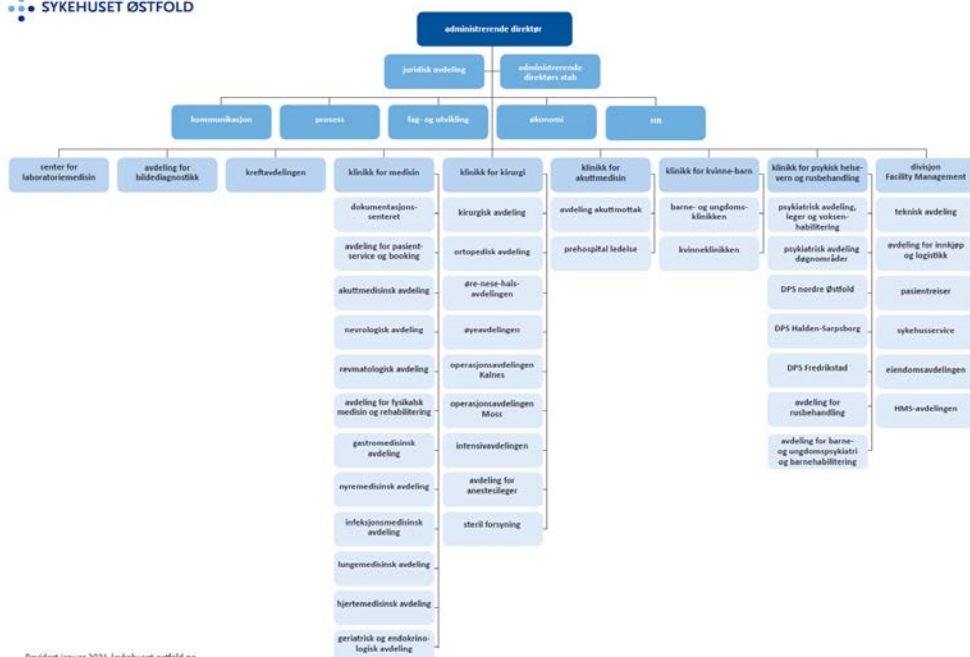 SYKEHUSET ØSTFOLD
administrerende direktør
juridisk avdeling
administrerende
direktørs stab
kommunikasjon
prosess
fag- og utvikling
økonomi
HR
senter for
laboratoriemedisin
avdeling for
bildediagnostikk
kreftavdelingen
klinikk for medisin
klinikk for kirurgi
klinikk for
akuttmedisin
klinikk for kvinne-barn
klinikk for psykisk helse-
vern og rusbehandling
divisjon
Facility Management
dokumentasjons-
senteret
avdeling for pasient-
service og booking
akuttmedisinsk avdeling
nevrologisk avdeling
revmatologisk avdeling
avdeling for fysikalsk
medisin og rehabilitering
gastromedisinsk
avdeling
nyremedisinsk avdeling
infeksjonsmedisinsk
avdeling
lungemedisinsk avdeling
hjertemedisinsk avdeling
geriatrisk og endokrino-
logisk avdeling
kirurgisk avdeling
ortopedisk avdeling
øre-nese-hals-
avdelingen
øyeavdelingen
operasjonsavdelingen
Kalnes
operasjonsavdelingen
Moss
intensivavdelingen
avdeling for
anestesileger
steril forsyning
avdeling akuttmottak
prehospital ledelse
barne- og ungdoms-
klinikken
kvinneklinikken
psykiatrisk avdeling,
leger og voksen-
habilitering
psykiatrisk avdeling
døgnområder
DPS nordre Østfold
DPS Halden-Sarpsborg
DPS Fredrikstad
avdeling for
rusbehandling
avdeling for barne-
og ungdomspsykiatri
og barnehabilitering
teknisk avdeling
avdeling for innkjøp
og logistikk
pasientreiser
sykehusservice
eiendomsavdelingen
HMS-avdelingen